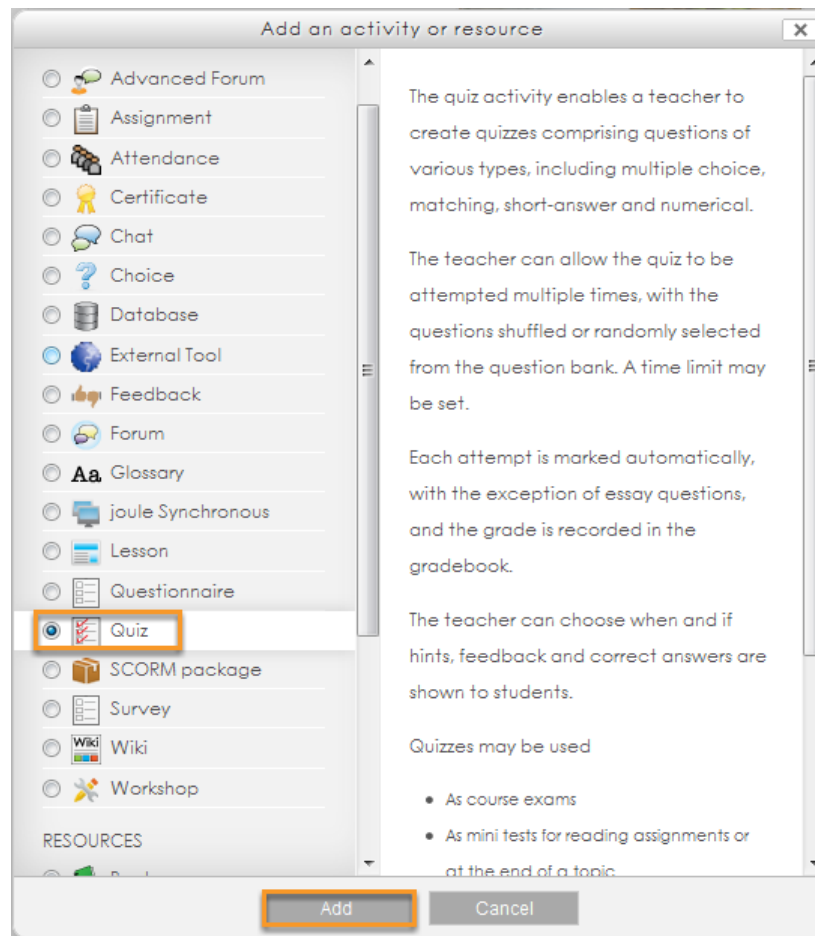 Add an activity or resource
Advanced Forum
Assignment
Attendance
Certificate
Chat
Choice
Database
External Tool
Feedback
Forum
Aa Glossary
joule Synchronous
Lesson
Questionnaire
Quiz
SCORM package
Survey
Wiki Wiki
Workshop
RESOURCES
The quiz activity enables a teacher to
create quizzes comprising questions of
various types, including multiple choice,
matching, short-answer and numerical.
The teacher can allow the quiz to be
attempted multiple times, with the
questions shuffled or randomly selected
from the question bank. A time limit may
be set.
Each attempt is marked automatically,
with the exception of essay questions,
and the grade is recorded in the
gradebook.
The teacher can choose when and if
hints, feedback and correct answers are
shown to students.
Quizzes may be used
As course exams
As mini tests for reading assignments or
at the end of a topic
Add
Cancel